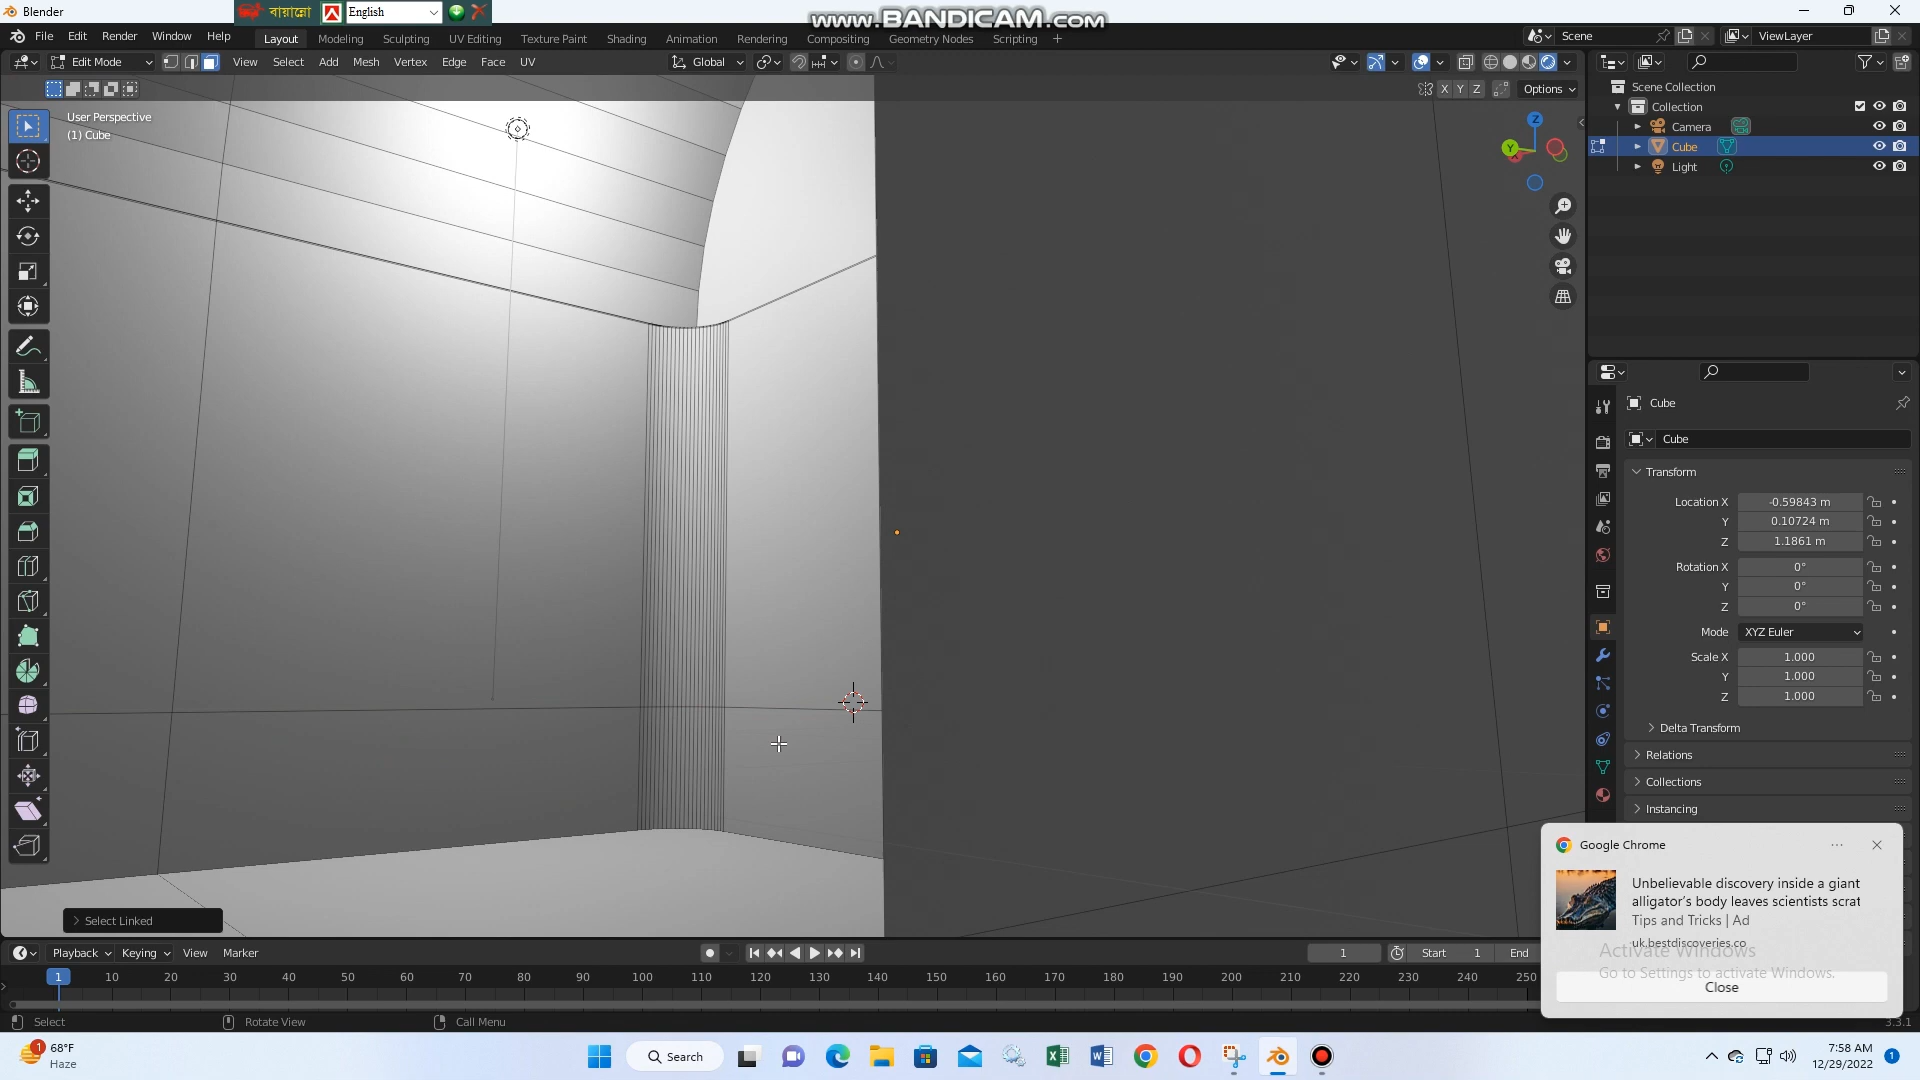 Blender
বায়ান্নো
English
www.BANDICAM.com
File Edit Render Window Help
Layout Modeling Sculpting UV Editing Texture Paint Shading Animation Rendering Compositing Geometry Nodes Scripting +
Scene
ViewLayer
Edit Mode
View Select Add Mesh Vertex Edge Face UV
Global
X Y Z
Options
User Perspective
(1) Cube
Z
Y
Scene Collection
Collection
Camera
Cube
Light
Cube
Cube
Transform
Location X -0.59843 m
Y 0.10724 m
Z 1.1861 m
Rotation X 0°
Y 0°
Z 0°
Mode XYZ Euler
Scale X 1.000
Y 1.000
Z 1.000
Delta Transform
Relations
Collections
Instancing
Select Linked
Google Chrome
Unbelievable discovery inside a giant
alligator's body leaves scientists scrat
Tips and Tricks | Ad
uk.bestdiscoveries.co
Activate Windows
Go to Settings to activate Windows.
Close
Playback Keying View Marker
1
Start 1
End
1 10 20 30 40 50 60 70 80 90 100 110 120 130 140 150 160 170 180 190 200 210 220 230 240 250
Select
Rotate View
Call Menu
3.3.1
1
68°F
Haze
Search
7:58 AM
12/29/2022
1